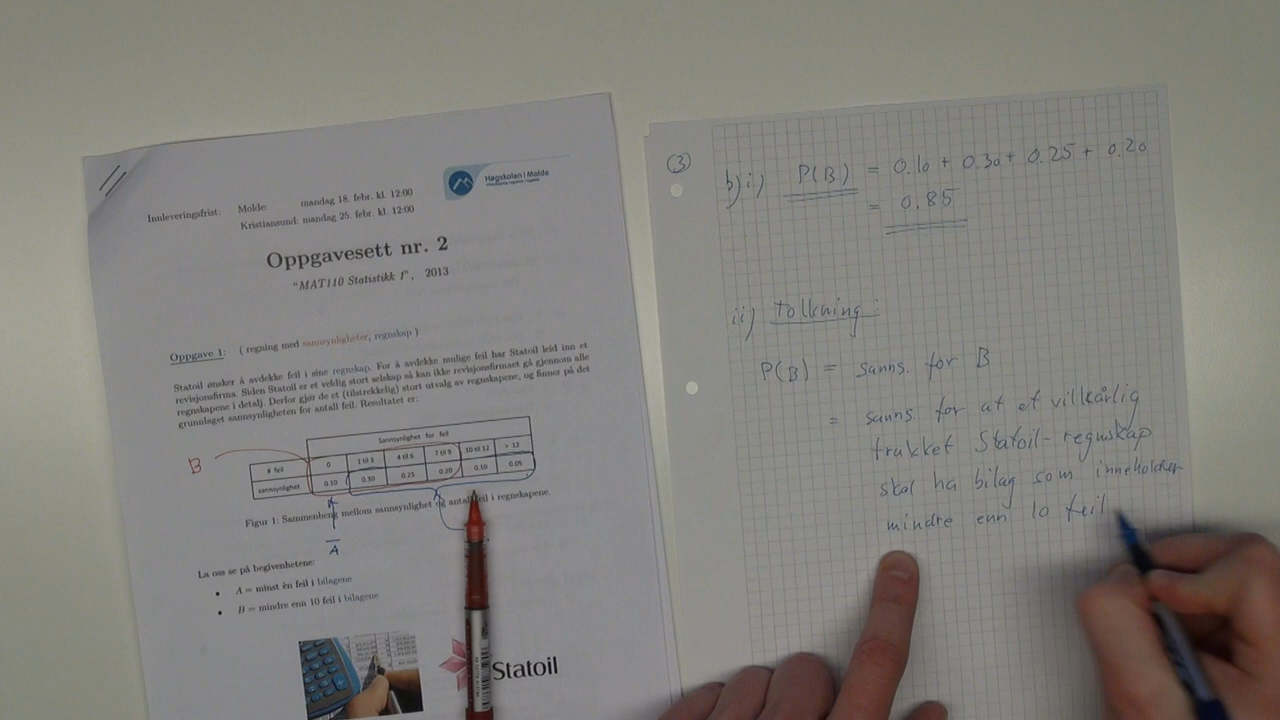 Høgskolen i Molde
Innleveringsfrist: Molde: mandag 18. febr. kl. 12:00
Kristiansund: mandag 25. febr. kl. 12:00
Oppgavesett nr. 2
"MAT110 Statistikk 1", 2013
Oppgave 1: ( regning med sannsynligheter, regnskap )
Statoil ønsker å avdekke feil i sine regnskap. For å avdekke mulige feil har Statoil leid inn et
revisjonsfirma. Siden Statoil er et veldig stort selskap så kan ikke revisjonsfirmaet gå gjennom alle
regnskapene i detalj. Derfor gjør de et (tilstrekkelig) stort utvalg av regnskapene, og finner på det
grunnlaget sannsynligheten for antall feil. Resultatet er:
Sannsynlighet for feil
B # feil 0 1 til 3 4 til 6 7 til 9 10 til 12 > 12
sannsynlighet 0.10 0.30 0.25 0.20 0.10 0.05
Figur 1: Sammenheng mellom sannsynlighet og antall feil i regnskapene.
A
La oss se på begivenhetene:
• A = minst èn feil i bilagene
• B = mindre enn 10 feil i bilagene
Statoil
3
b) i) P(B) = 0.10 + 0.30 + 0.25 + 0.20
= 0.85
ii) tolkning:
P(B) = sanns. for B
= sanns. for at et villkårlig
trukket Statoil-regnskap
skal ha bilag som inneholder
mindre enn 10 feil